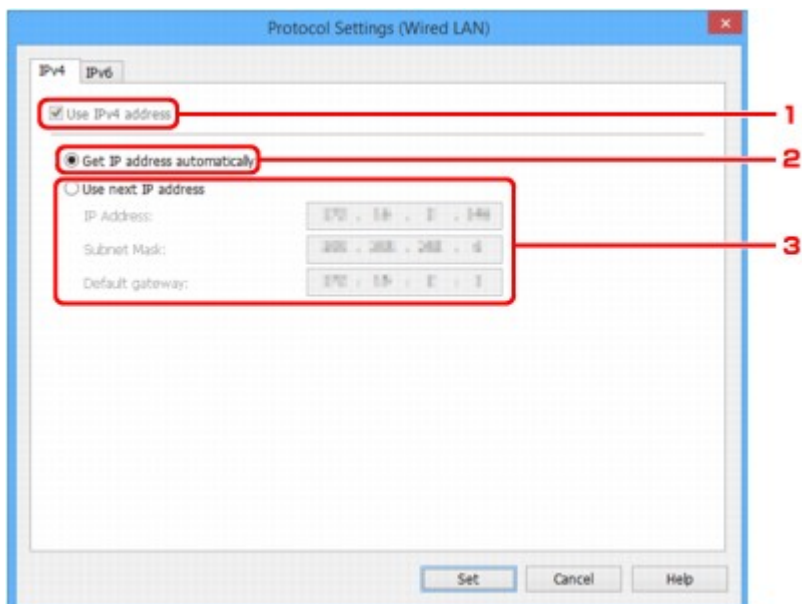 Protocol Settings (Wired LAN)
IPv4 IPv6
Use IPv4 address 1
Get IP address automatically 2
Use next IP address
IP Address:
Subnet Mask: 3
Default gateway:
Set Cancel Help